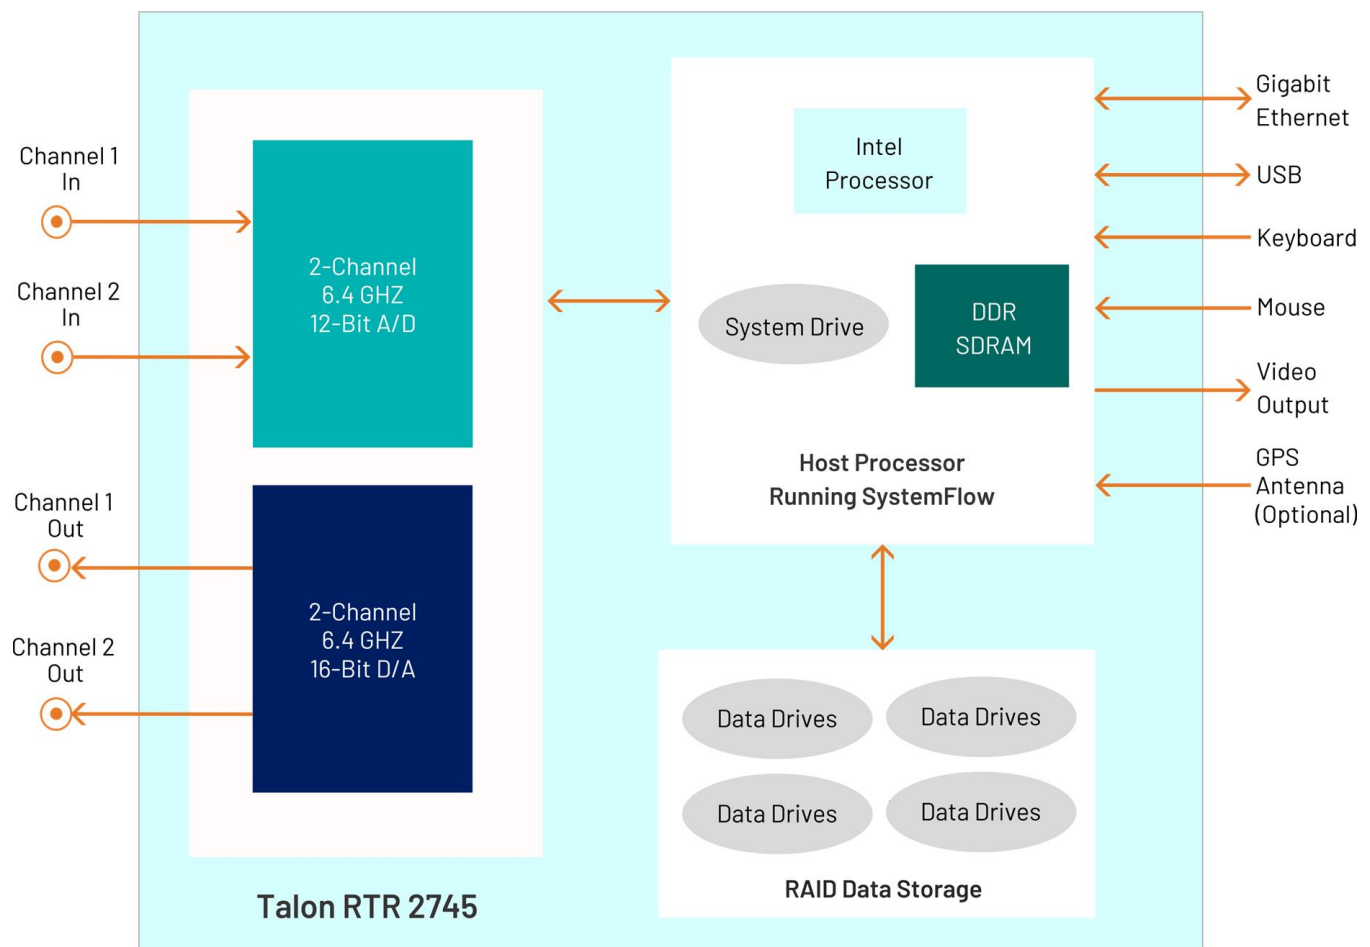 Channel 1
In
Channel 2
In
Channel 1
Out
Channel 2
Out
2-Channel
6.4 GHZ
12-Bit A/D
2-Channel
6.4 GHZ
16-Bit D/A
Talon RTR 2745
Intel
Processor
System Drive
DDR
SDRAM
Host Processor
Running SystemFlow
Data Drives
Data Drives
Data Drives
Data Drives
RAID Data Storage
Gigabit
Ethernet
USB
Keyboard
Mouse
Video
Output
GPS
Antenna
(Optional)